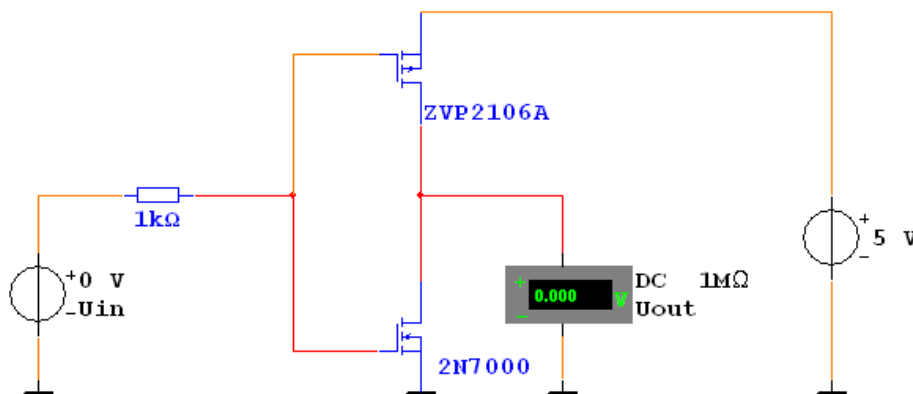 ZVP2106A
1kΩ
+
5 V
-
+0 V
-Uin
+
0.000
V
-
DC 1MΩ
Uout
2N7000